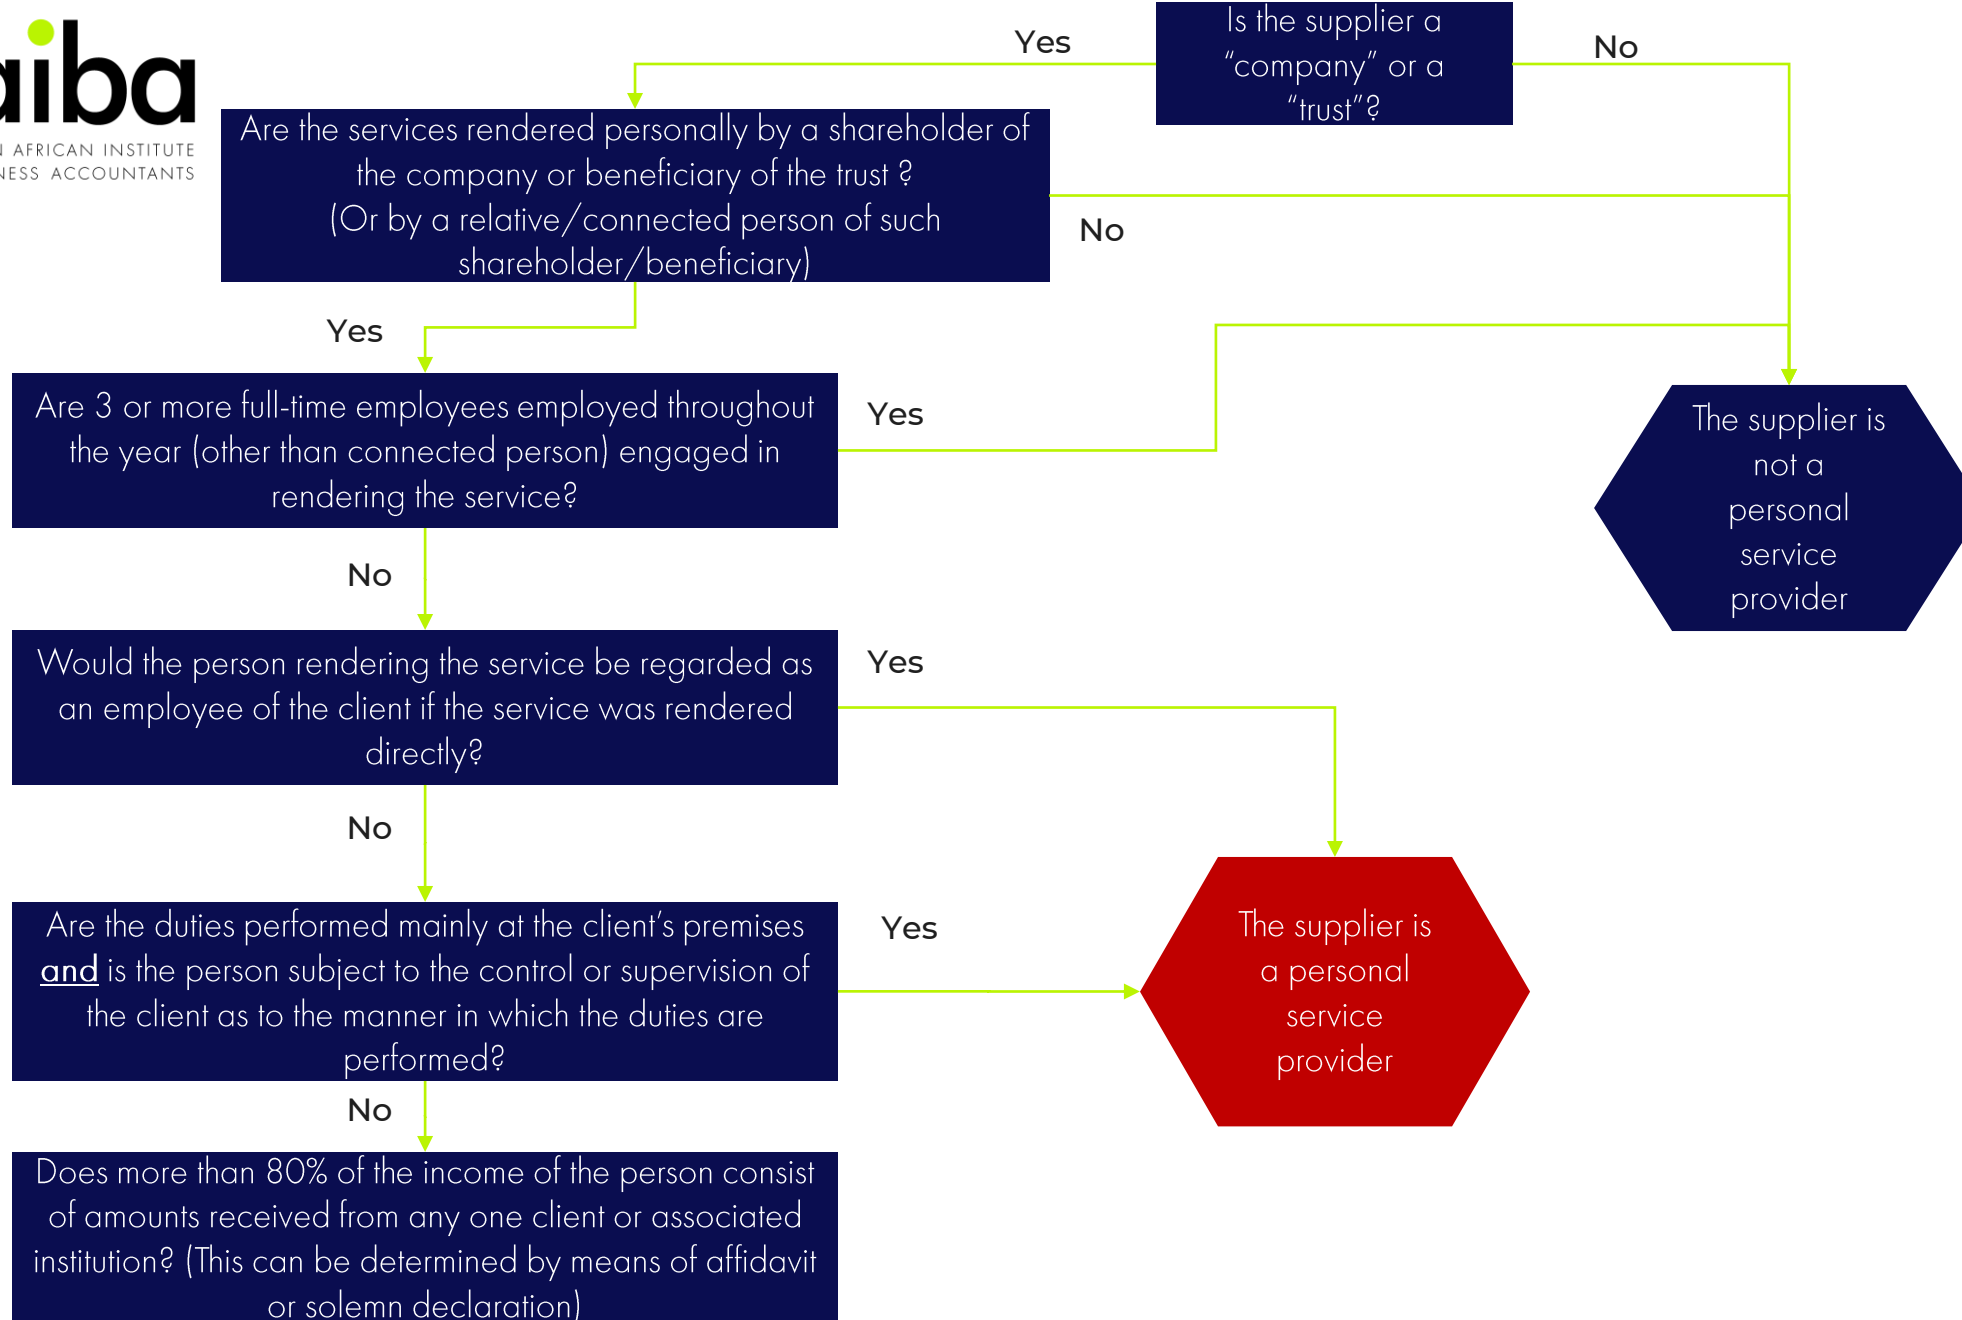 aiba
AFRICAN INSTITUTE
ACCOUNTANTS
Is the supplier a
“company” or a
“trust”?
Yes
No
Are the services rendered personally by a shareholder of
the company or beneficiary of the trust ?
(Or by a relative/connected person of such
shareholder/beneficiary)
No
Yes
Are 3 or more full-time employees employed throughout
the year (other than connected person) engaged in
rendering the service?
Yes
The supplier is
not a
personal
service
provider
No
Would the person rendering the service be regarded as
an employee of the client if the service was rendered
directly?
Yes
No
Are the duties performed mainly at the client’s premises
and is the person subject to the control or supervision of
the client as to the manner in which the duties are
performed?
Yes
The supplier is
a personal
service
provider
No
Does more than 80% of the income of the person consist
of amounts received from any one client or associated
institution? (This can be determined by means of affidavit
or solemn declaration)